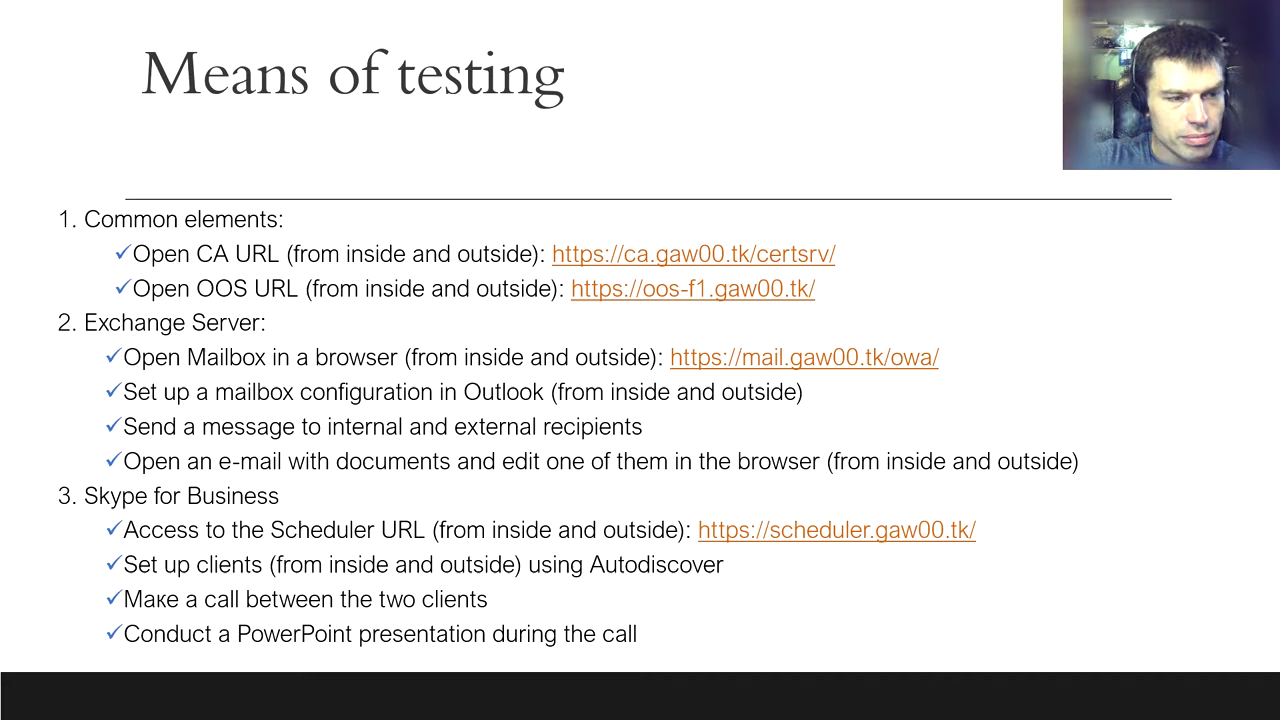 Means of testing
1. Common elements:
✓Open CA URL (from inside and outside): https://ca.gaw00.tk/certsrv/
✓Open OOS URL (from inside and outside): https://oos-f1.gaw00.tk/
2. Exchange Server:
✓Open Mailbox in a browser (from inside and outside): https://mail.gaw00.tk/owa/
✓Set up a mailbox configuration in Outlook (from inside and outside)
✓Send a message to internal and external recipients
✓Open an e-mail with documents and edit one of them in the browser (from inside and outside)
3. Skype for Business
✓Access to the Scheduler URL (from inside and outside): https://scheduler.gaw00.tk/
✓Set up clients (from inside and outside) using Autodiscover
✓Maкe a call between the two clients
✓Conduct a PowerPoint presentation during the call